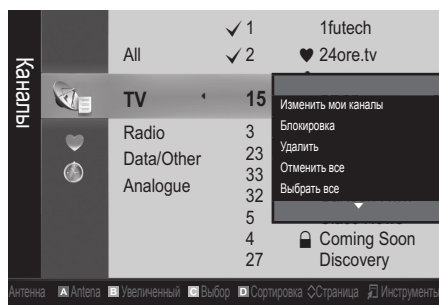 Каналы
✓ 1 1futech
All ✓ 2 ♥ 24ore.tv
TV 15
Radio 3
Data/Other 23
Analogue 33
32
5
4 Coming Soon
27 Discovery
Изменить мои каналы
Блокировка
Удалить
Отменить все
Выбрать все
Антенна A Antena B Увеличенный C Выбор D Сортировка Страница Инструменты